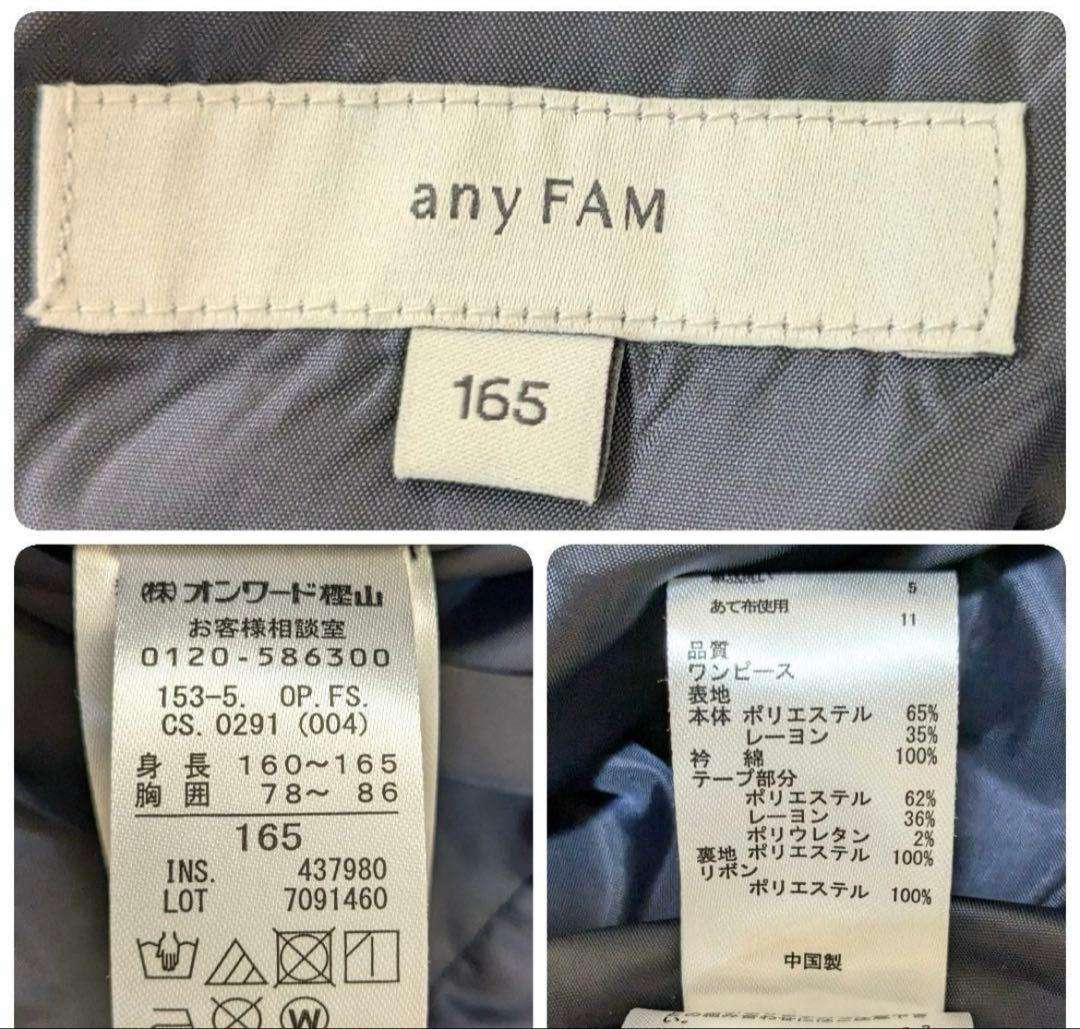 any FAM
165
㈱オンワード樫山
お客様相談室
0120-586300
153-5. OP.FS.
CS.0291 (004)
身 長 160〜165
胸 囲 78〜 86
165
INS. 437980
LOT 7091460
W
5
あて布使用
11
品質
ワンピース
表地
本体 ポリエステル 65%
レーヨン 35%
衿 綿 100%
テープ部分
ポリエステル 62%
レーヨン 36%
ポリウレタン 2%
裏地 ポリエステル 100%
リボン
ポリエステル 100%
中国製